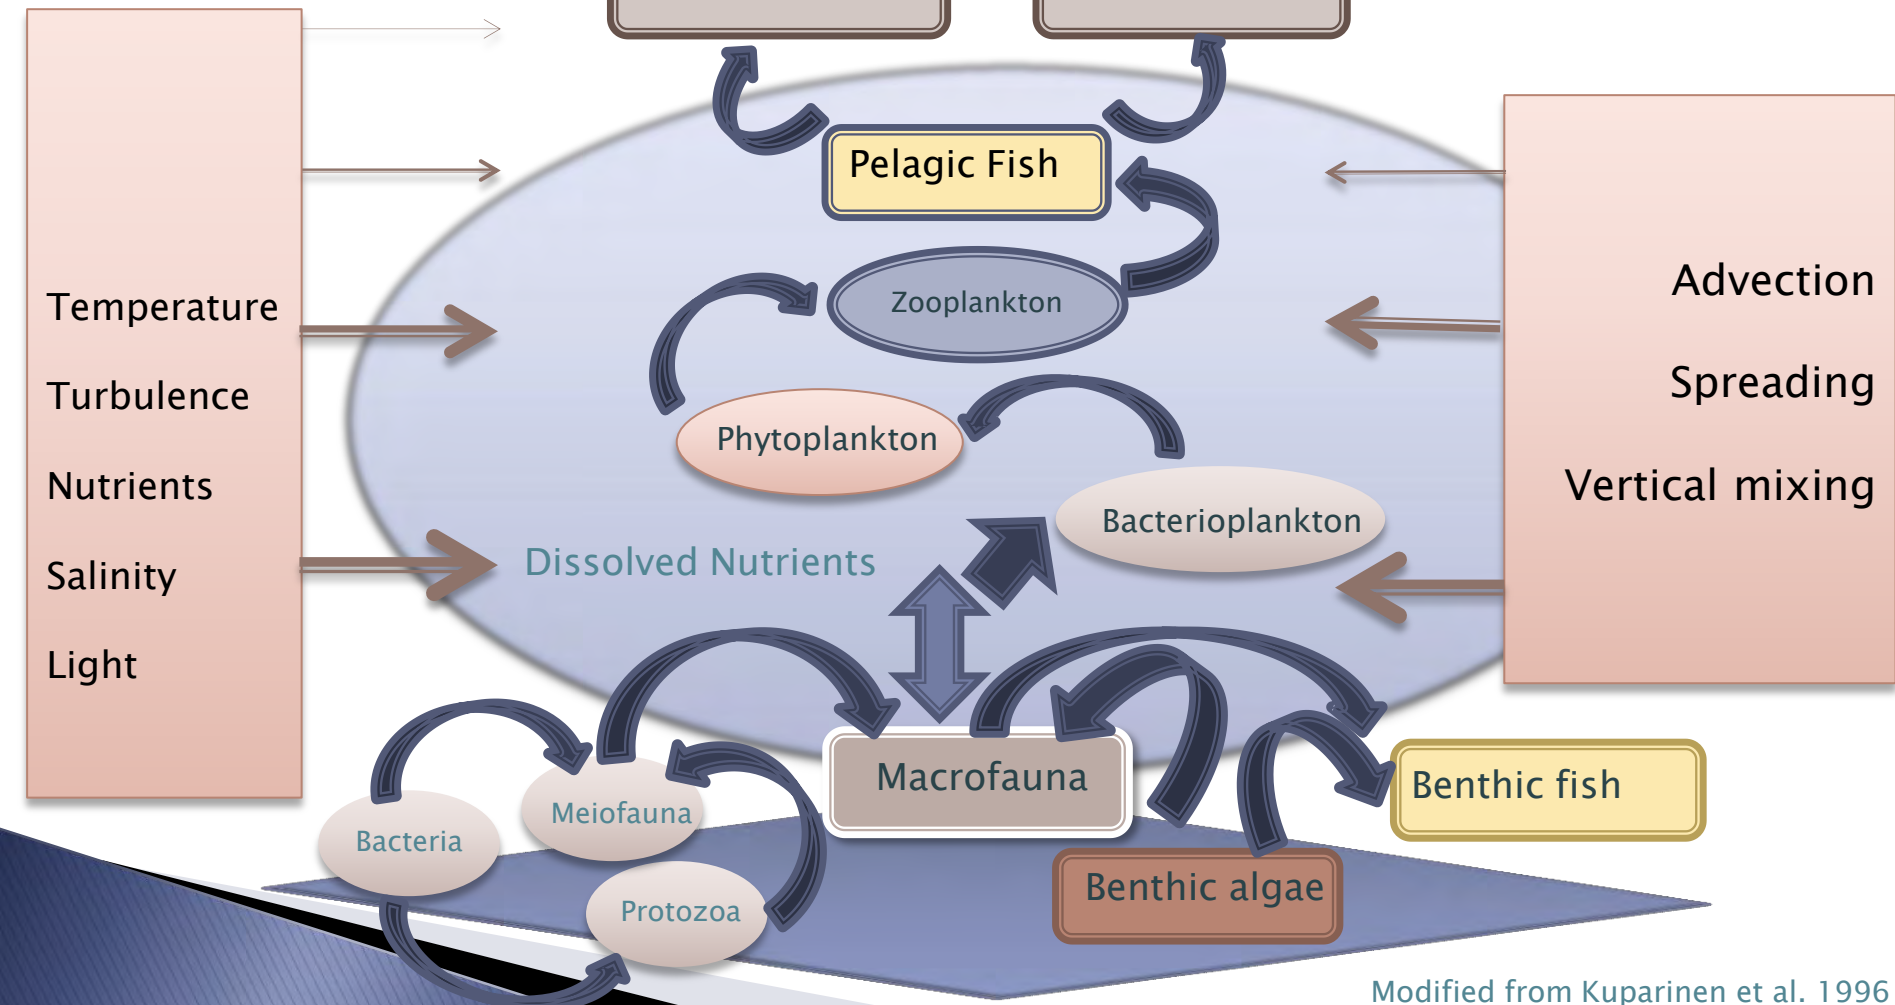 Temperature
Turbulence
Nutrients
Salinity
Light
Pelagic Fish
Zooplankton
Phytoplankton
Bacterioplankton
Dissolved Nutrients
Advection
Spreading
Vertical mixing
Macrofauna
Benthic fish
Meiofauna
Bacteria
Protozoa
Benthic algae
Modified from Kuparinen et al. 1996